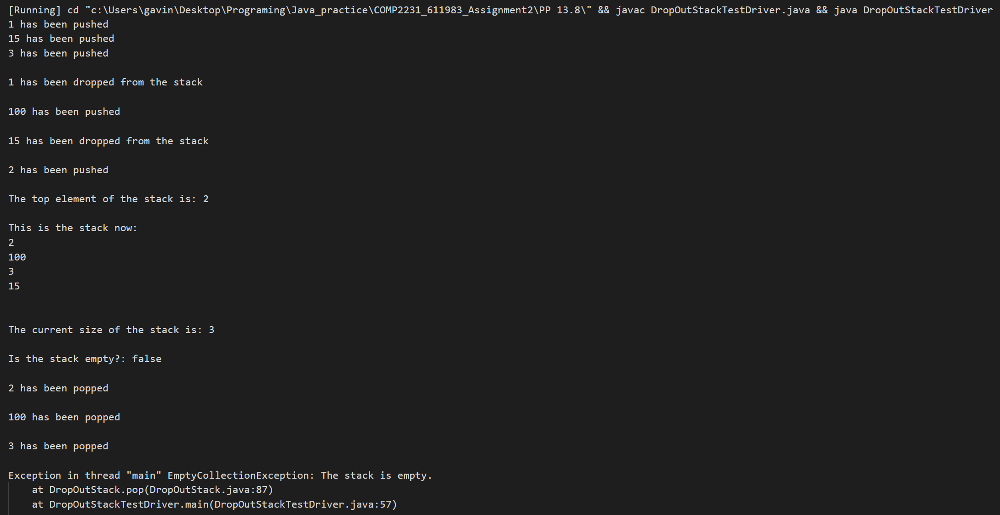 [Running] cd "c:\Users\gavin\Desktop\Programing\Java_practice\COMP2231_611983_Assignment2\PP 13.8\" && javac DropOutStackTestDriver.java && java DropOutStackTestDriver
1 has been pushed
15 has been pushed
3 has been pushed
1 has been dropped from the stack
100 has been pushed
15 has been dropped from the stack
2 has been pushed
The top element of the stack is: 2
This is the stack now:
2
100
3
15
The current size of the stack is: 3
Is the stack empty?: false
2 has been popped
100 has been popped
3 has been popped
Exception in thread "main" EmptyCollectionException: The stack is empty.
at DropOutStack.pop(DropOutStack.java:87)
at DropOutStackTestDriver.main(DropOutStackTestDriver.java:57)